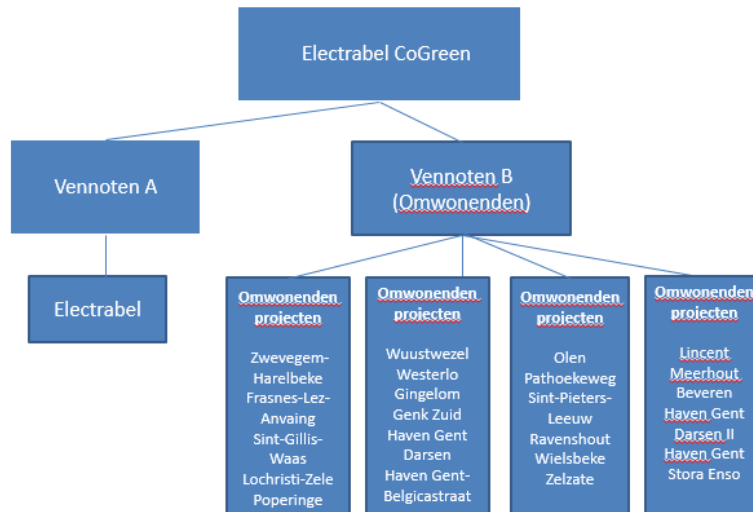 Electrabel CoGreen
Vennoten A
Vennoten B
(Omwonenden)
Electrabel
Omwonenden
projecten
Zwevegem-
Harelbeke
Frasnes-Lez-
Anvaing
Sint-Gillis-
Waas
Lochristi-Zele
Poperinge
Omwonenden
projecten
Wuustwezel
Westerlo
Gingelom
Genk Zuid
Haven Gent
Darsen
Haven Gent-
Belgicastraat
Omwonenden
projecten
Olen
Pathoekeweg
Sint-Pieters-
Leeuw
Ravenshout
Wielsbeke
Zelzate
Omwonenden
projecten
Lincent
Meerhout
Beveren
Haven Gent
Darsen II
Haven Gent
Stora Enso